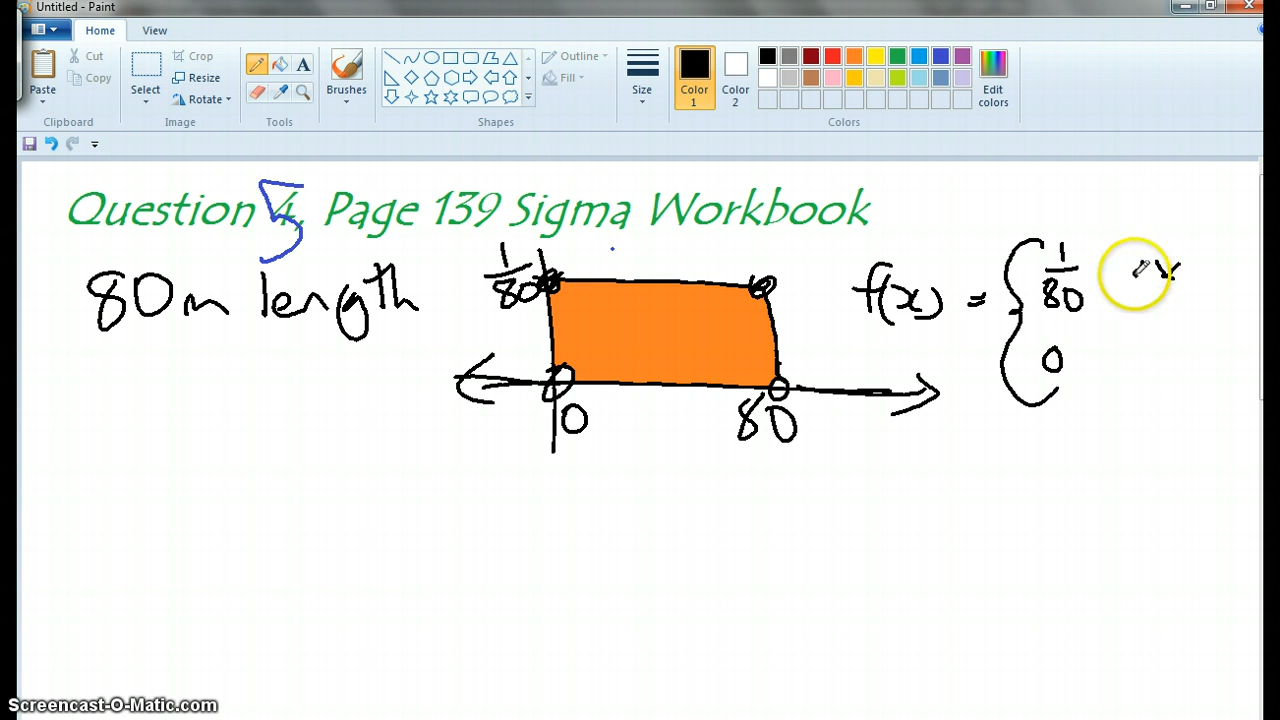 Untitled - Paint
Home View
Paste
Cut
Copy
Clipboard
Select
Crop
Resize
Rotate
Image
A
Tools
Brushes
Shapes
Outline
Fill
Size
Color 1
Color 2
Edit colors
Colors
Question 4, Page 139 Sigma Workbook
5
80m length
1/80
0
80
f(x) = { 1/80
0
Screencast-O-Matic.com